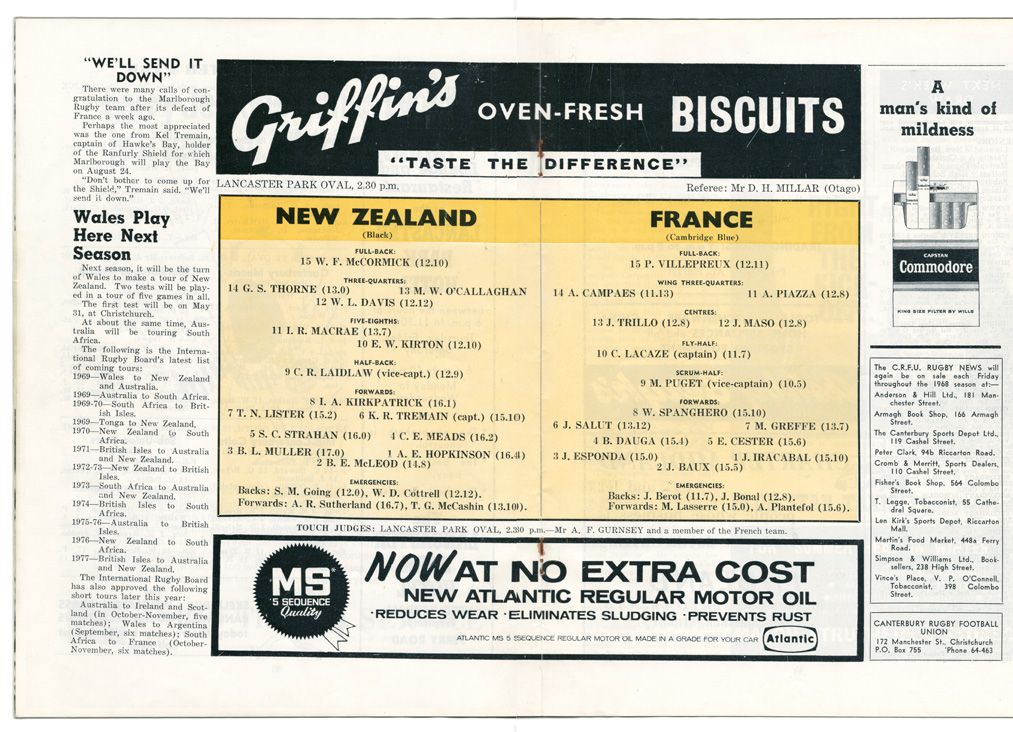 "WE'LL SEND IT
DOWN"
There were many calls of con-
gratulation to the Marlborough
Rugby team after its defeat of
France a week ago.
Perhaps the most appreciated
was the one from Kel Tremain,
captain of Hawke's Bay, holder
of the Ranfurly Shield for which
Marlborough will play the Bay
on August 24.
"Don't bother to come up for
the Shield," Tremain said. "We'll
send it down."
Wales Play
Here Next
Season
Next season, it will be the turn
of Wales to make a tour of New
Zealand. Two tests will be play-
ed in a tour of five games in all.
The first test will be on May
31, at Christchurch.
At about the same time, Aus-
tralia will be touring South
Africa.
The following is the Interna-
tional Rugby Board's latest list
of coming tours:
1969—Wales to New Zealand
and Australia.
1969—Australia to South Africa.
1969-70—South Africa to Brit-
ish Isles.
1969—Tonga to New Zealand.
1970—New Zealand to South
Africa.
1971—British Isles to Australia
and New Zealand.
1972-73—New Zealand to British
Isles.
1973—South Africa to Australia
and New Zealand.
1974—British Isles to South
Africa.
1975-76—Australia to British
Isles.
1976—New Zealand to South
Africa.
1977—British Isles to Australia
and New Zealand.
The International Rugby Board
has also approved the following
short tours later this year:
Australia to Ireland and Scot-
land (in October-November, five
matches); Wales to Argentina
(September, six matches); South
Africa to France (October-
November, six matches).
Griffin's OVEN-FRESH BISCUITS
"TASTE THE DIFFERENCE"
LANCASTER PARK OVAL, 2.30 p.m. Referee: Mr D. H. MILLAR (Otago)
NEW ZEALAND
(Black)
FULL-BACK:
15 W. F. McCORMICK (12.10)
THREE-QUARTERS:
14 G. S. THORNE (13.0) 13 M. W. O'CALLAGHAN
12 W. L. DAVIS (12.12)
FIVE-EIGHTHS:
11 I. R. MACRAE (13.7)
10 E. W. KIRTON (12.10)
HALF-BACK:
9 C. R. LAIDLAW (vice-capt.) (12.9)
FORWARDS:
8 I. A. KIRKPATRICK (16.1)
7 T. N. LISTER (15.2) 6 K. R. TREMAIN (capt.) (15.10)
5 S. C. STRAHAN (16.0) 4 C. E. MEADS (16.2)
3 B. L. MULLER (17.0) 1 A. E. HOPKINSON (16.4)
2 B. E. McLEOD (14.8)
EMERGENCIES:
Backs: S. M. Going (12.0), W. D. Cottrell (12.12).
Forwards: A. R. Sutherland (16.7), T. G. McCashin (13.10).
FRANCE
(Cambridge Blue)
FULL-BACK:
15 P. VILLEPREUX (12.11)
WING THREE-QUARTERS:
14 A. CAMPAES (11.13) 11 A. PIAZZA (12.8)
CENTRES:
13 J. TRILLO (12.8) 12 J. MASO (12.8)
FLY-HALF:
10 C. LACAZE (captain) (11.7)
SCRUM-HALF:
9 M. PUGET (vice-captain) (10.5)
FORWARDS:
8 W. SPANGHERO (15.10)
6 J. SALUT (13.12) 7 M. GREFFE (13.7)
4 B. DAUGA (15.4) 5 E. CESTER (15.6)
3 J. ESPONDA (15.0) 1 J. IRACABAL (15.10)
2 J. BAUX (15.5)
EMERGENCIES:
Backs: J. Berot (11.7), J. Bonal (12.8).
Forwards: M. Lasserre (15.0), A. Plantefol (15.6).
TOUCH JUDGES: LANCASTER PARK OVAL, 2.30 p.m.—Mr A. F. GURNSEY and a member of the French team.
MS
'5 SEQUENCE
Quality
NOW AT NO EXTRA COST
NEW ATLANTIC REGULAR MOTOR OIL
·REDUCES WEAR ·ELIMINATES SLUDGING ·PREVENTS RUST
ATLANTIC MS 5 SSEQUENCE REGULAR MOTOR OIL MADE IN A GRADE FOR YOUR CAR Atlantic
A
man's kind of
mildness
CAPSTAN
Commodore
KING SIZE FILTER BY WILLS
The C.R.F.U. RUGBY NEWS will
again be on sale each Friday
throughout the 1968 season at:—
Anderson & Hill Ltd., 181 Man-
chester Street.
Armagh Book Shop, 166 Armagh
Street.
The Canterbury Sports Depot Ltd.,
119 Cashel Street.
Peter Clark, 94b Riccarton Road.
Cromb & Merritt, Sports Dealers,
110 Cashel Street.
Fisher's Book Shop, 564 Colombo
Street.
T. Legge, Tobacconist, 55 Cathe-
dral Square.
Len Kirk's Sports Depot, Riccarton
Mall.
Martin's Food Market, 448a Ferry
Road.
Simpson & Williams Ltd., Book-
sellers, 238 High Street.
Vince's Place, V. P. O'Connell,
Tobacconist, 398 Colombo
Street.
CANTERBURY RUGBY FOOTBALL
UNION
172 Manchester St., Christchurch
P.O. Box 755 'Phone 64-463